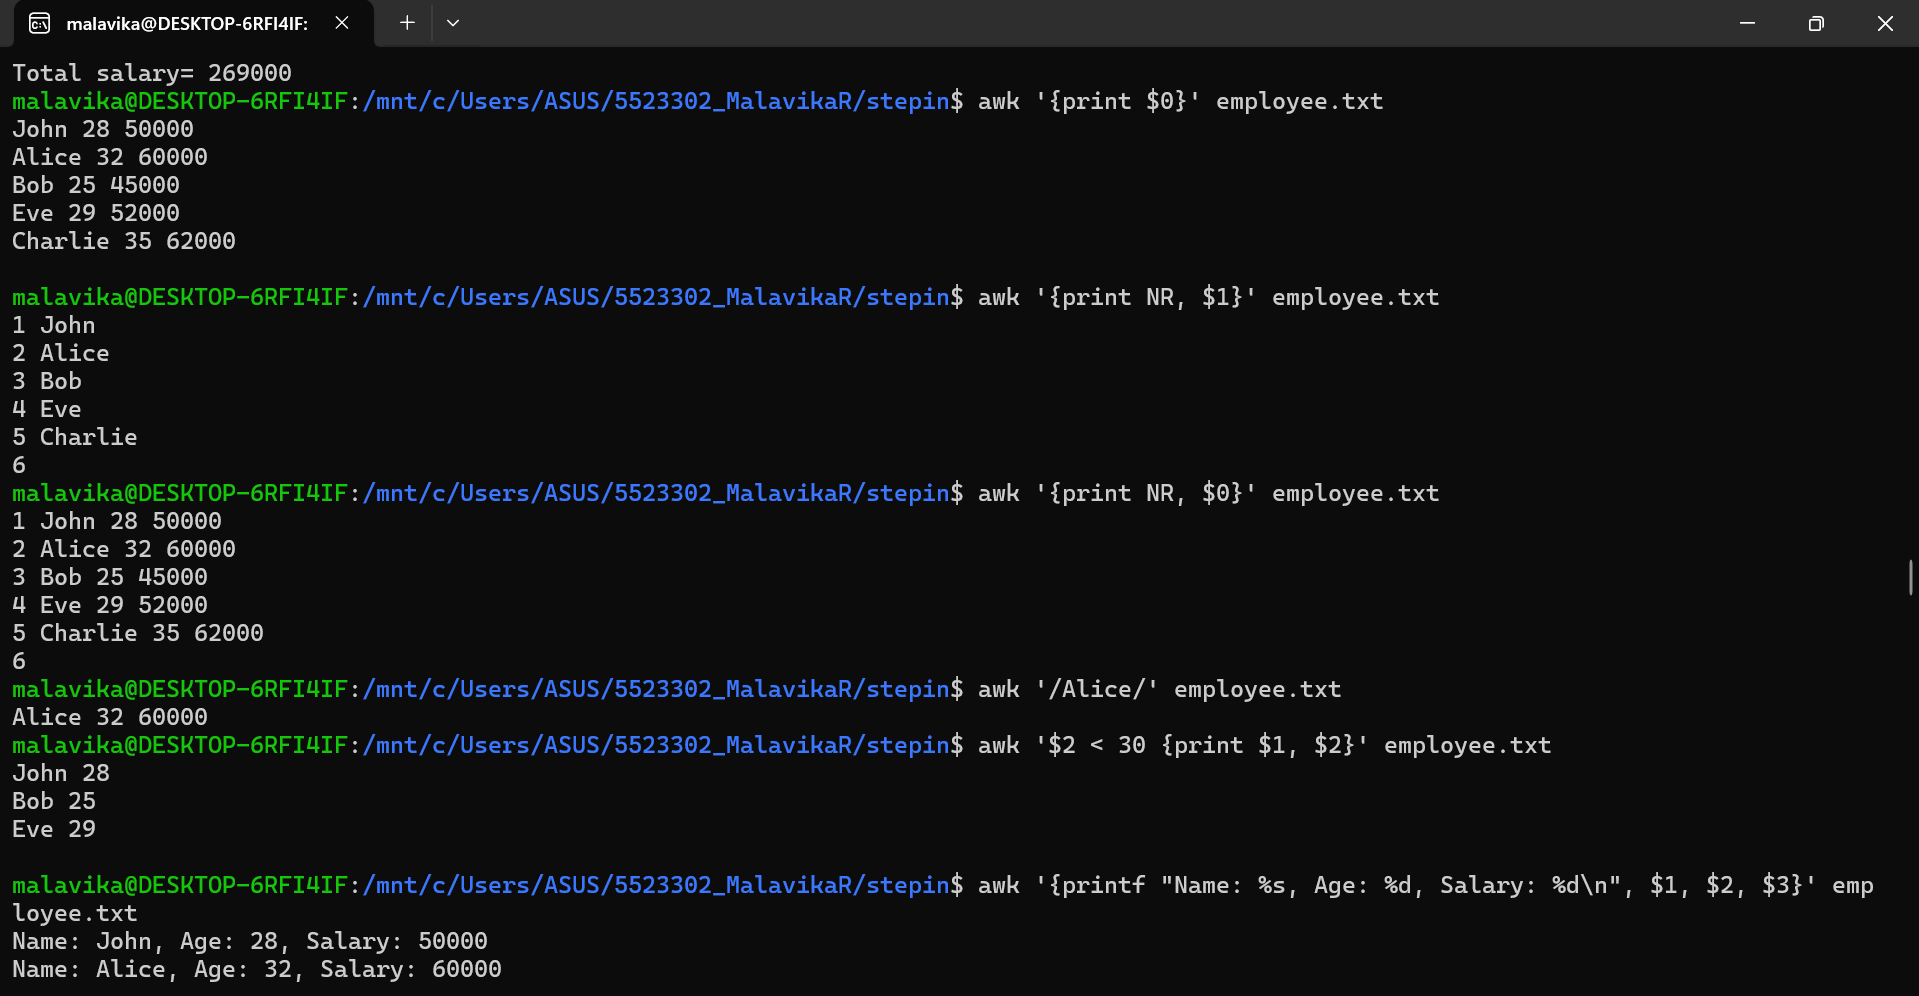 malavika@DESKTOP-6RFI4IF:
Total salary= 269000
malavika@DESKTOP-6RFI4IF:/mnt/c/Users/ASUS/5523302_MalavikaR/stepin$ awk '{print $0}' employee.txt
John 28 50000
Alice 32 60000
Bob 25 45000
Eve 29 52000
Charlie 35 62000
malavika@DESKTOP-6RFI4IF:/mnt/c/Users/ASUS/5523302_MalavikaR/stepin$ awk '{print NR, $1}' employee.txt
1 John
2 Alice
3 Bob
4 Eve
5 Charlie
6
malavika@DESKTOP-6RFI4IF:/mnt/c/Users/ASUS/5523302_MalavikaR/stepin$ awk '{print NR, $0}' employee.txt
1 John 28 50000
2 Alice 32 60000
3 Bob 25 45000
4 Eve 29 52000
5 Charlie 35 62000
6
malavika@DESKTOP-6RFI4IF:/mnt/c/Users/ASUS/5523302_MalavikaR/stepin$ awk '/Alice/' employee.txt
Alice 32 60000
malavika@DESKTOP-6RFI4IF:/mnt/c/Users/ASUS/5523302_MalavikaR/stepin$ awk '$2 < 30 {print $1, $2}' employee.txt
John 28
Bob 25
Eve 29
malavika@DESKTOP-6RFI4IF:/mnt/c/Users/ASUS/5523302_MalavikaR/stepin$ awk '{printf "Name: %s, Age: %d, Salary: %d\n", $1, $2, $3}' emp
loyee.txt
Name: John, Age: 28, Salary: 50000
Name: Alice, Age: 32, Salary: 60000